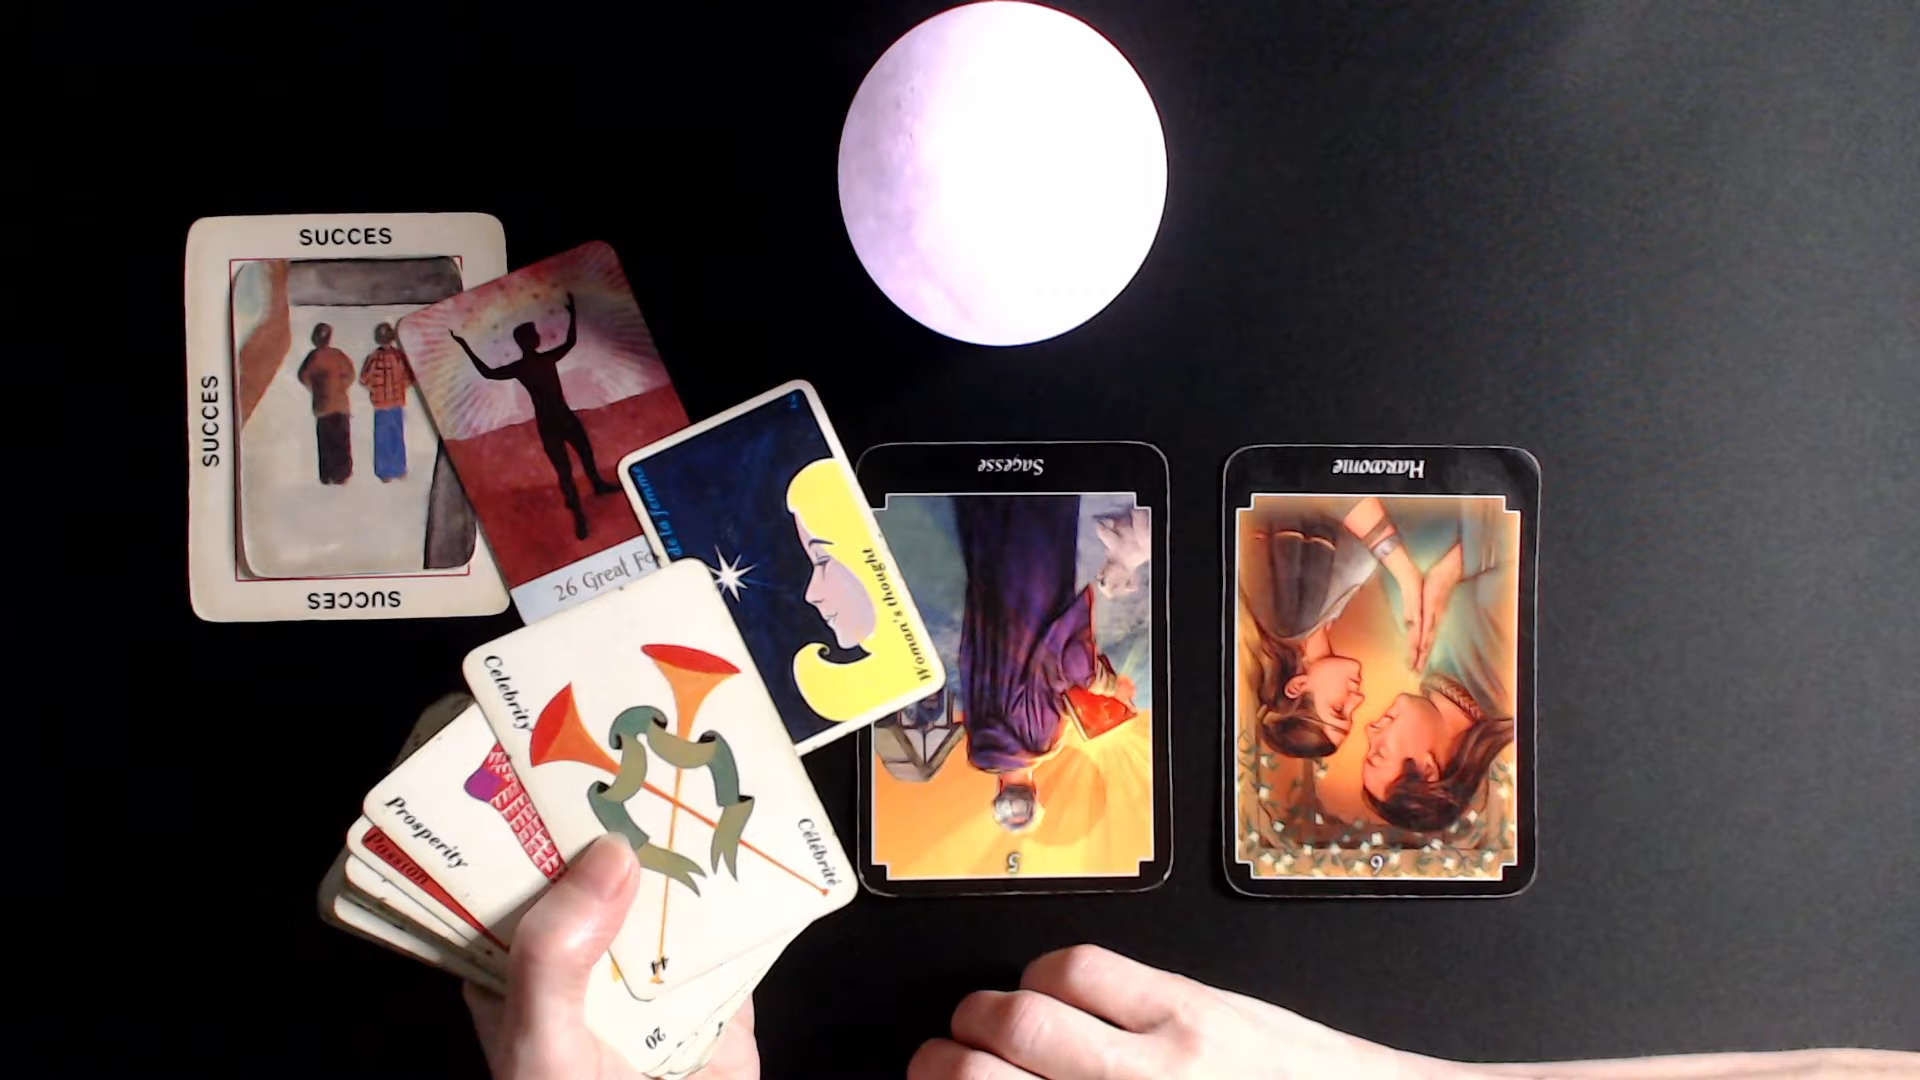 SUCCES
SUCCES
SUCCES
26 Great Fo
de la femme
Woman's thought
Sagesse
5
Harmonie
6
Celebrity
Célébrité
44
Prosperity
Passion
20